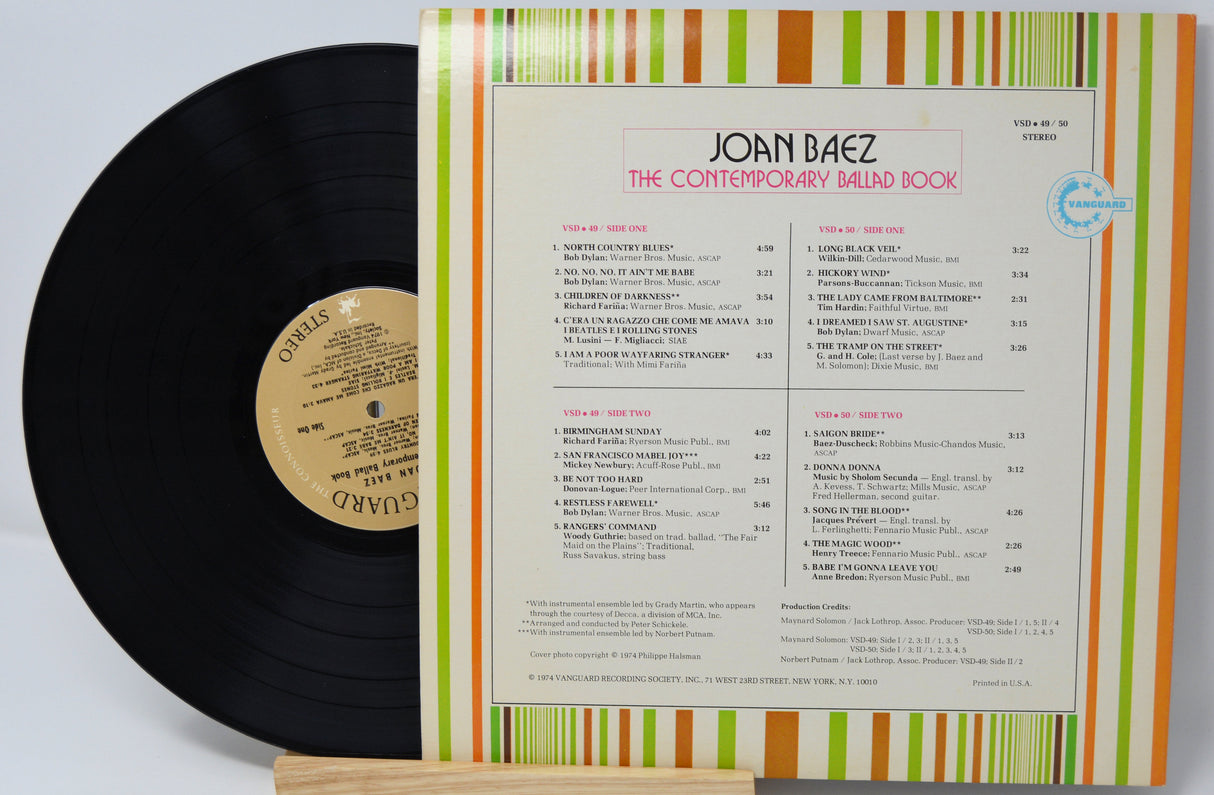 VSD • 49 / 50
STEREO
JOAN BAEZ
THE CONTEMPORARY BALLAD BOOK
VANGUARD
VSD • 49 / SIDE ONE
1. NORTH COUNTRY BLUES* 4:59
Bob Dylan; Warner Bros. Music, ASCAP
2. NO, NO, NO, IT AIN'T ME BABE 3:21
Bob Dylan; Warner Bros. Music, ASCAP
3. CHILDREN OF DARKNESS** 3:54
Richard Fariña; Warner Bros. Music, ASCAP
4. C'ERA UN RAGAZZO CHE COME ME AMAVA 3:10
I BEATLES E I ROLLING STONES
M. Lusini — F. Migliacci; SIAE
5. I AM A POOR WAYFARING STRANGER* 4:33
Traditional; With Mimi Fariña
VSD • 50 / SIDE ONE
1. LONG BLACK VEIL* 3:22
Wilkin-Dill; Cedarwood Music, BMI
2. HICKORY WIND* 3:34
Parsons-Buccannan; Tickson Music, BMI
3. THE LADY CAME FROM BALTIMORE** 2:31
Tim Hardin; Faithful Virtue, BMI
4. I DREAMED I SAW ST. AUGUSTINE* 3:15
Bob Dylan; Dwarf Music, ASCAP
5. THE TRAMP ON THE STREET* 3:26
G. and H. Cole; (Last verse by J. Baez and
M. Solomon); Dixie Music, BMI
VSD • 49 / SIDE TWO
1. BIRMINGHAM SUNDAY 4:02
Richard Fariña; Ryerson Music Publ., BMI
2. SAN FRANCISCO MABEL JOY*** 4:22
Mickey Newbury; Acuff-Rose Publ., BMI
3. BE NOT TOO HARD 2:51
Donovan-Logue; Peer International Corp., BMI
4. RESTLESS FAREWELL* 5:46
Bob Dylan; Warner Bros. Music, ASCAP
5. RANGERS' COMMAND 3:12
Woody Guthrie; based on trad. ballad, "The Fair
Maid on the Plains"; Traditional,
Russ Savakus, string bass
VSD • 50 / SIDE TWO
1. SAIGON BRIDE** 3:13
Baez-Duscheck; Robbins Music-Chandos Music,
ASCAP
2. DONNA DONNA 3:12
Music by Sholom Secunda — Engl. transl. by
A. Kevess, T. Schwartz; Mills Music, ASCAP
Fred Hellerman, second guitar.
3. SONG IN THE BLOOD** 4:26
Jacques Prévert — Engl. transl. by
L. Ferlinghetti; Fennario Music Publ., ASCAP
4. THE MAGIC WOOD** 2:26
Henry Treece; Fennario Music Publ., ASCAP
5. BABE I'M GONNA LEAVE YOU 2:49
Anne Bredon; Ryerson Music Publ., BMI
*With instrumental ensemble led by Grady Martin, who appears
through the courtesy of Decca, a division of MCA, Inc.
**Arranged and conducted by Peter Schickele.
***With instrumental ensemble led by Norbert Putnam.
Cover photo copyright © 1974 Philippe Halsman
Production Credits:
Maynard Solomon / Jack Lothrop, Assoc. Producer: VSD-49; Side I / 1, 5; II / 4
VSD-50; Side I / 1, 2, 4, 5
Maynard Solomon: VSD-49; Side I / 2, 3; II / 1, 3, 5
VSD-50; Side I / 3; II / 1, 2, 3, 4, 5
Norbert Putnam / Jack Lothrop, Assoc. Producer: VSD-49; Side II / 2
© 1974 VANGUARD RECORDING SOCIETY, INC., 71 WEST 23RD STREET, NEW YORK, N.Y. 10010
Printed in U.S.A.
STEREO
THE CONNOISSEUR
Side One